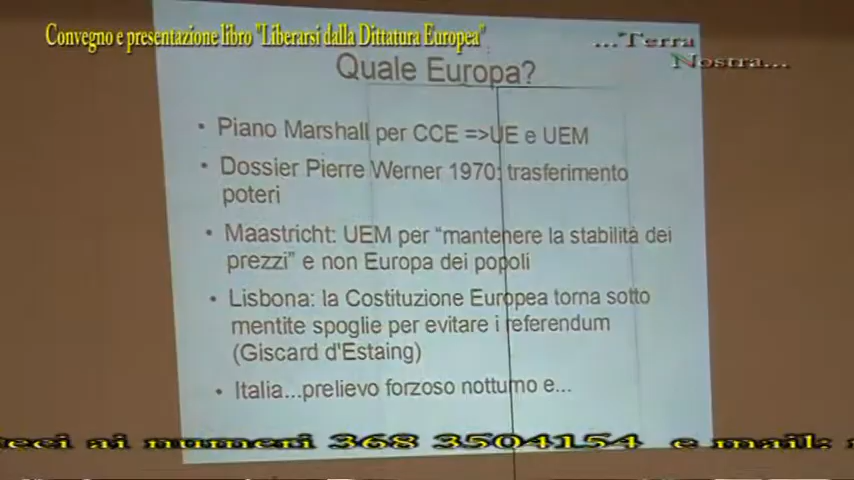 Convegno e presentazione libro "Liberarsi dalla Dittatura Europea"
...Terra
Nostra...
Quale Europa?
• Piano Marshall per CCE =>UE e UEM
• Dossier Pierre Werner 1970: trasferimento
poteri
• Maastricht: UEM per "mantenere la stabilità dei
prezzi" e non Europa dei popoli
• Lisbona: la Costituzione Europea torna sotto
mentite spoglie per evitare i referendum
(Giscard d'Estaing)
• Italia...prelievo forzoso notturno e...
ai numeri 368 3504154 e mail: